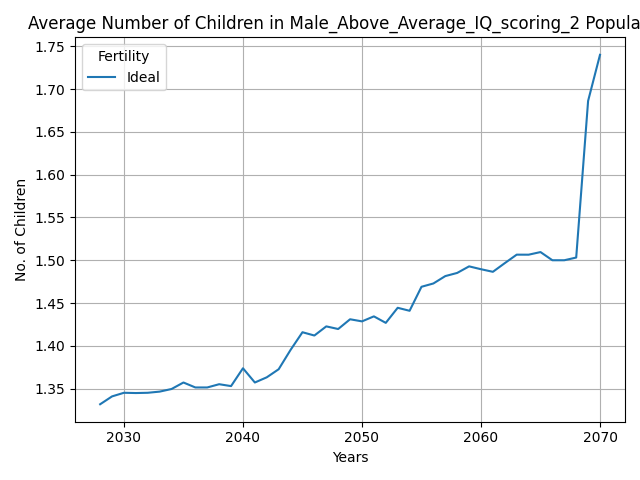 Average Number of Children in Male_Above_Average_IQ_scoring_2 Popula
1.75
1.70
1.65
1.60
1.55
1.50
1.45
1.40
1.35
No. of Children
Fertility
Ideal
2030
2040
2050
2060
2070
Years